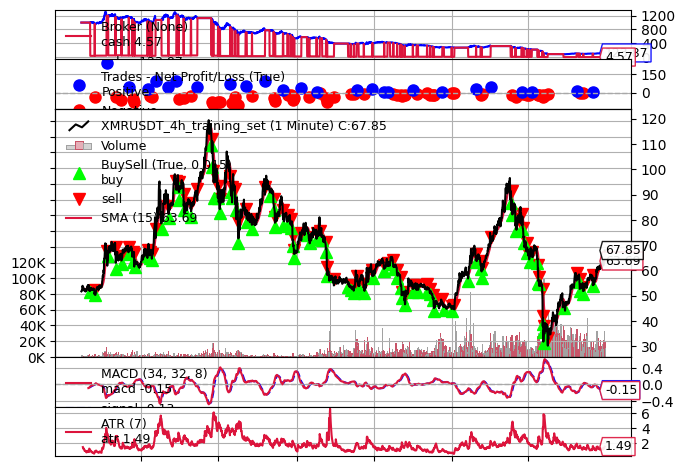 Broker (None)
cash 4.57
1200
800
400
4.57
Trades - Net Profit/Loss (True)
Positive
Negative
150
0
XMRUSDT_4h_training_set (1 Minute) C:67.85
Volume
BuySell (True, 0.015)
buy
sell
SMA (15) 63.69
120
110
100
90
80
70
67.85
63.69
60
50
40
30
120K
100K
80K
60K
40K
20K
0K
MACD (34, 32, 8)
macd -0.15
signal -0.13
0.4
0.0
-0.15
−0.4
ATR (7)
atr 1.49
6
4
2
1.49